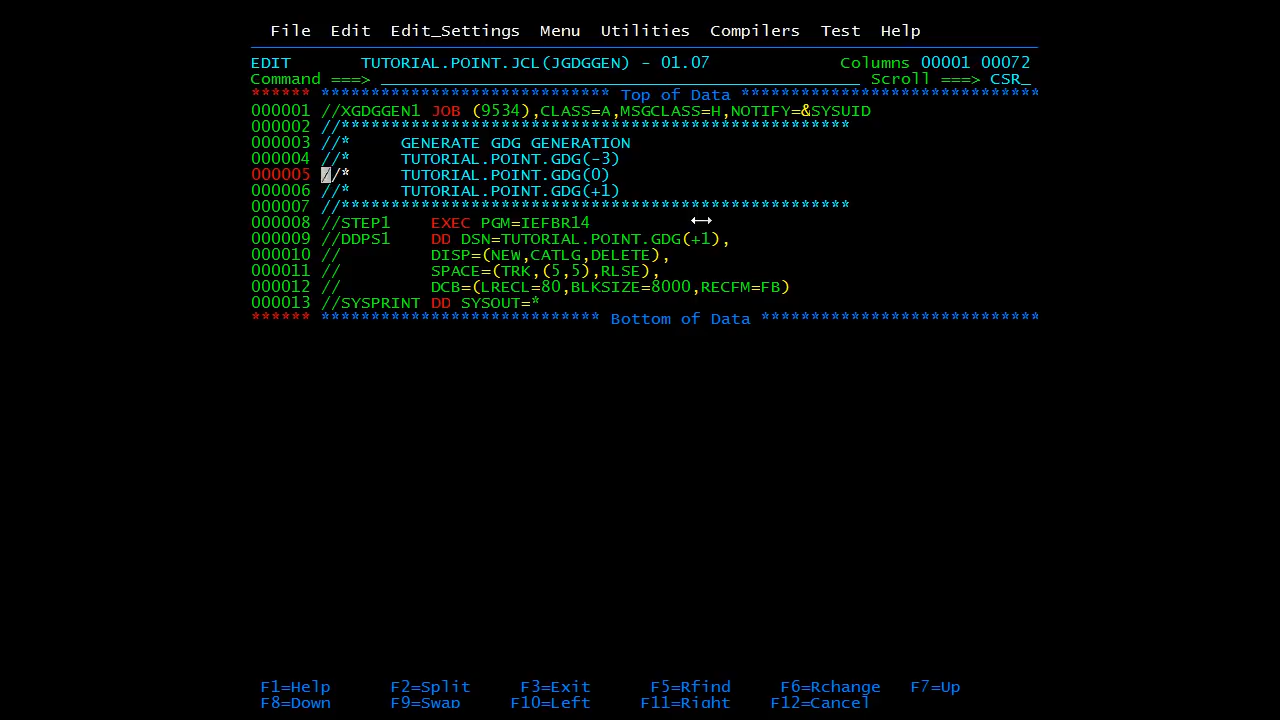 File  Edit  Edit_Settings  Menu  Utilities  Compilers  Test  Help
EDIT       TUTORIAL.POINT.JCL(JGDGGEN) - 01.07             Columns 00001 00072
Command ===>                                                  Scroll ===> CSR_
****** ***************************** Top of Data ******************************
000001 //XGDGGEN1 JOB (9534),CLASS=A,MSGCLASS=H,NOTIFY=&SYSUID
000002 //***************************************************
000003 //*     GENERATE GDG GENERATION
000004 //*     TUTORIAL.POINT.GDG(-3)
000005 //*     TUTORIAL.POINT.GDG(0)
000006 //*     TUTORIAL.POINT.GDG(+1)
000007 //***************************************************
000008 //STEP1    EXEC PGM=IEFBR14
000009 //DDPS1    DD DSN=TUTORIAL.POINT.GDG(+1),
000010 //         DISP=(NEW,CATLG,DELETE),
000011 //         SPACE=(TRK,(5,5),RLSE),
000012 //         DCB=(LRECL=80,BLKSIZE=8000,RECFM=FB)
000013 //SYSPRINT DD SYSOUT=*
****** **************************** Bottom of Data ****************************
F1=Help      F2=Split     F3=Exit      F5=Rfind     F6=Rchange   F7=Up
F8=Down      F9=Swap     F10=Left     F11=Right    F12=Cancel